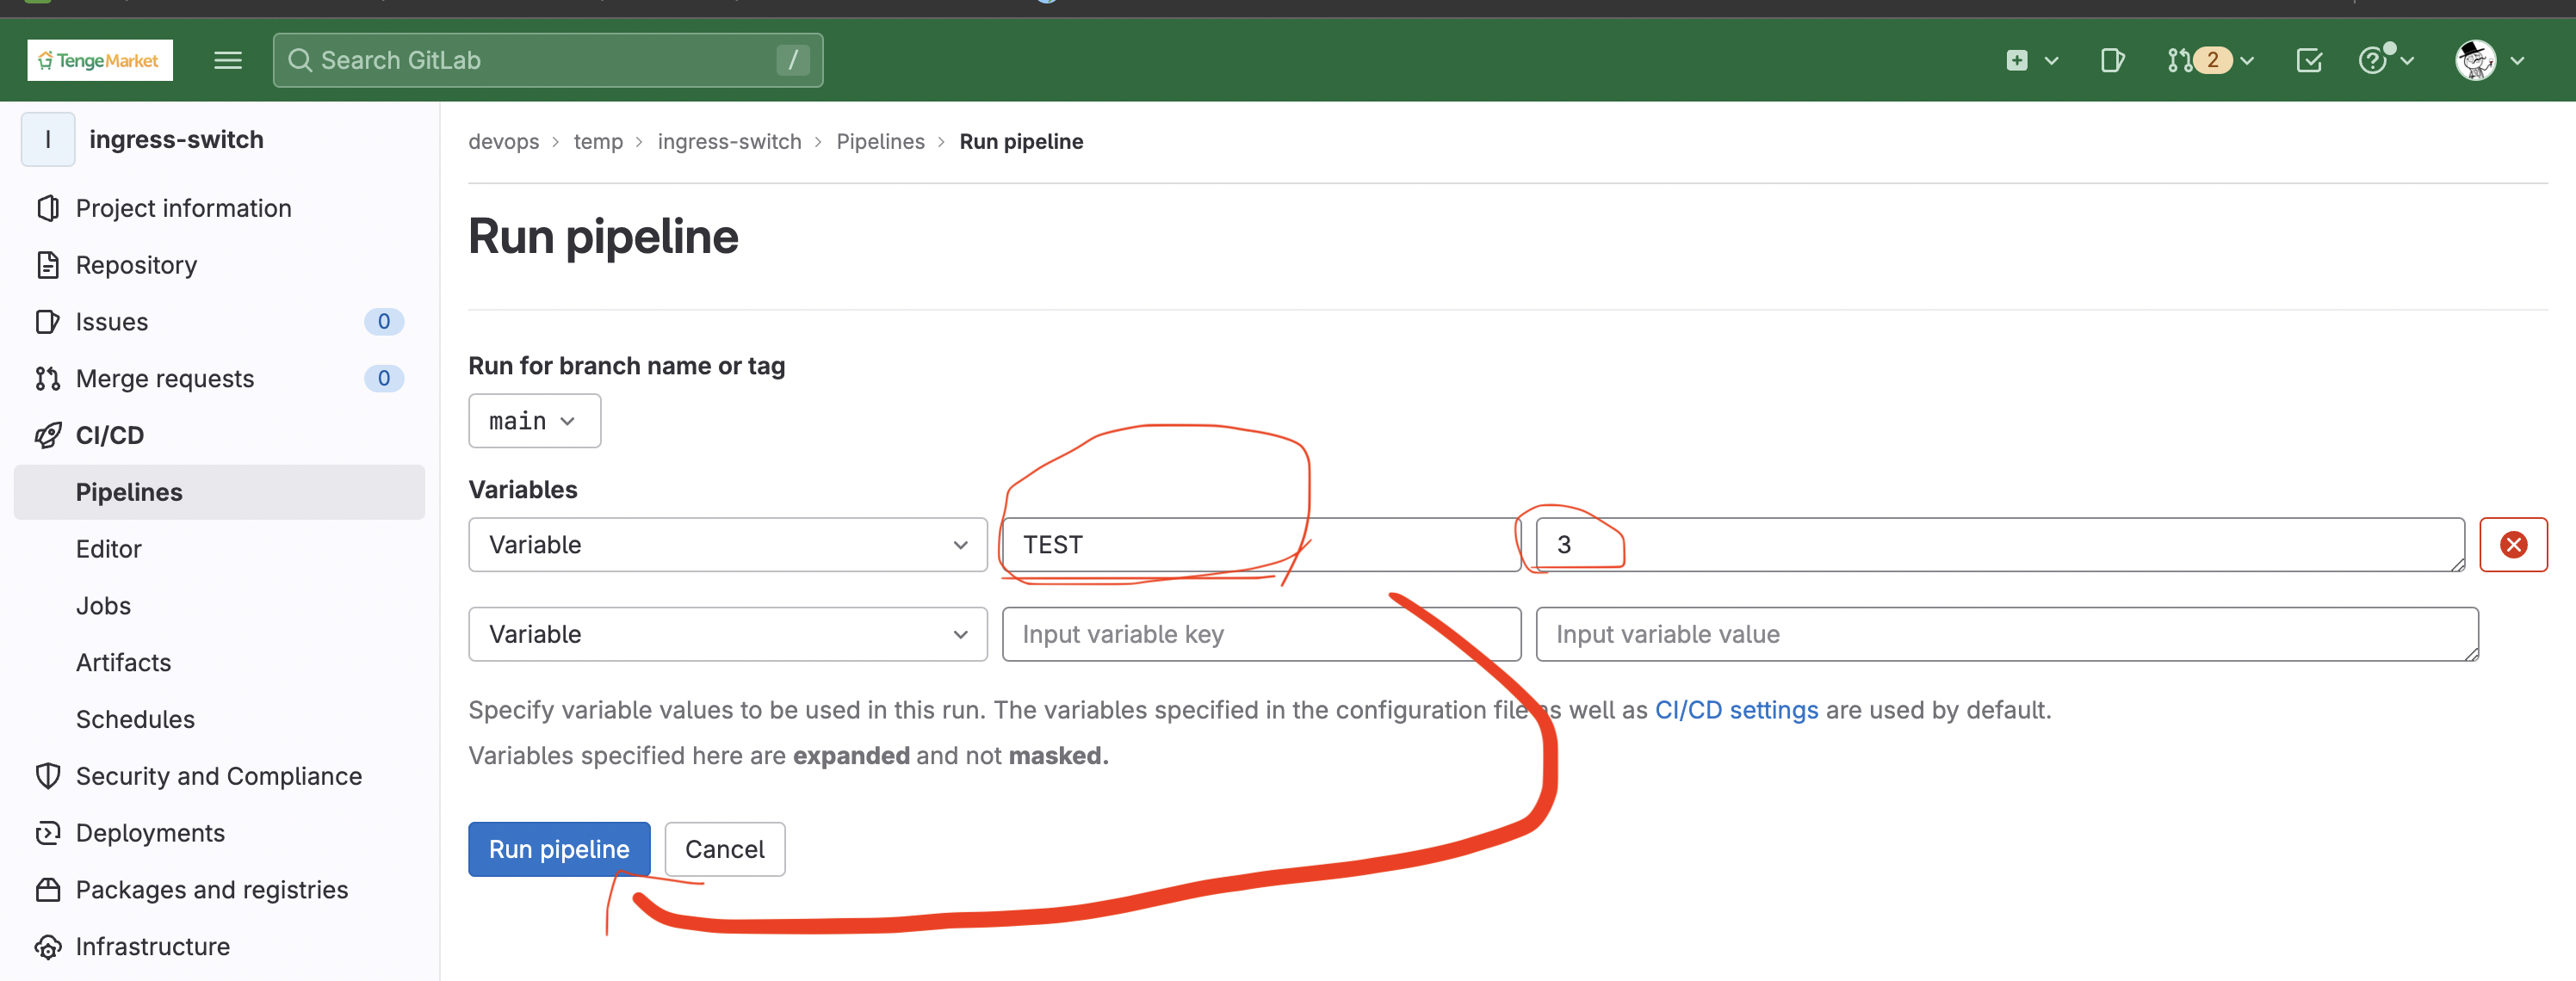 TengeMarket
Search GitLab
/
2
I
ingress-switch
Project information
Repository
Issues
0
Merge requests
0
CI/CD
Pipelines
Editor
Jobs
Artifacts
Schedules
Security and Compliance
Deployments
Packages and registries
Infrastructure
devops > temp > ingress-switch > Pipelines > Run pipeline
Run pipeline
Run for branch name or tag
main
Variables
Variable
TEST
3
Variable
Input variable key
Input variable value
Specify variable values to be used in this run. The variables specified in the configuration file as well as CI/CD settings are used by default.
Variables specified here are expanded and not masked.
Run pipeline
Cancel